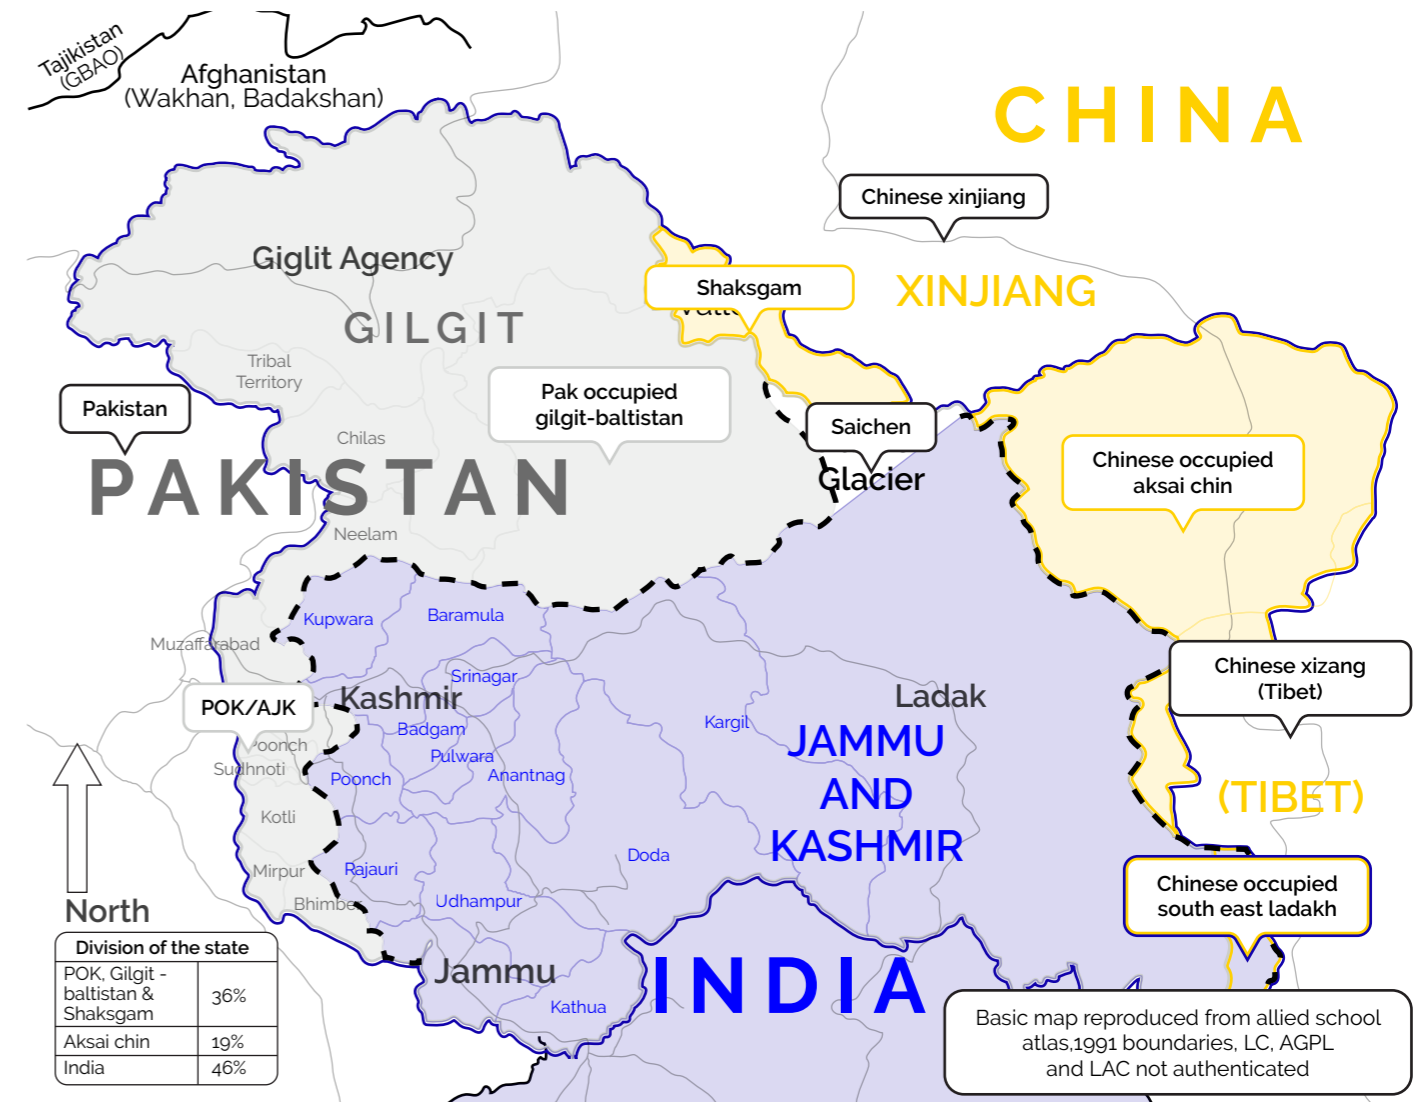 Tajikistan
(GBAO)
Afghanistan
(Wakhan, Badakshan)
CHINA
Chinese xinjiang
Giglit Agency
XINJIANG
Shaksgam
GILGIT
Tribal
Territory
Pak occupied
gilgit-baltistan
Pakistan
Saichen
Chilas
Chinese occupied
aksai chin
PAKISTAN
Glacier
Neelam
Kupwara
Baramula
Muzaffarabad
Chinese xizang
(Tibet)
Srinagar
Kashmir
Ladak
POK/AJK
Badgam
Kargil
JAMMU
AND
KASHMIR
Poonch
Pulwara
Sudhnoti
Poonch
Anantnag
(TIBET)
Kotli
Doda
Mirpur
Rajauri
Chinese occupied
south east ladakh
Bhimber
Udhampur
North
Jammu
INDIA
Kathua
Division of the state
POK, Gilgit -
baltistan &
Shaksgam
36%
Aksai chin 19%
India 46%
Basic map reproduced from allied school
atlas,1991 boundaries, LC, AGPL
and LAC not authenticated